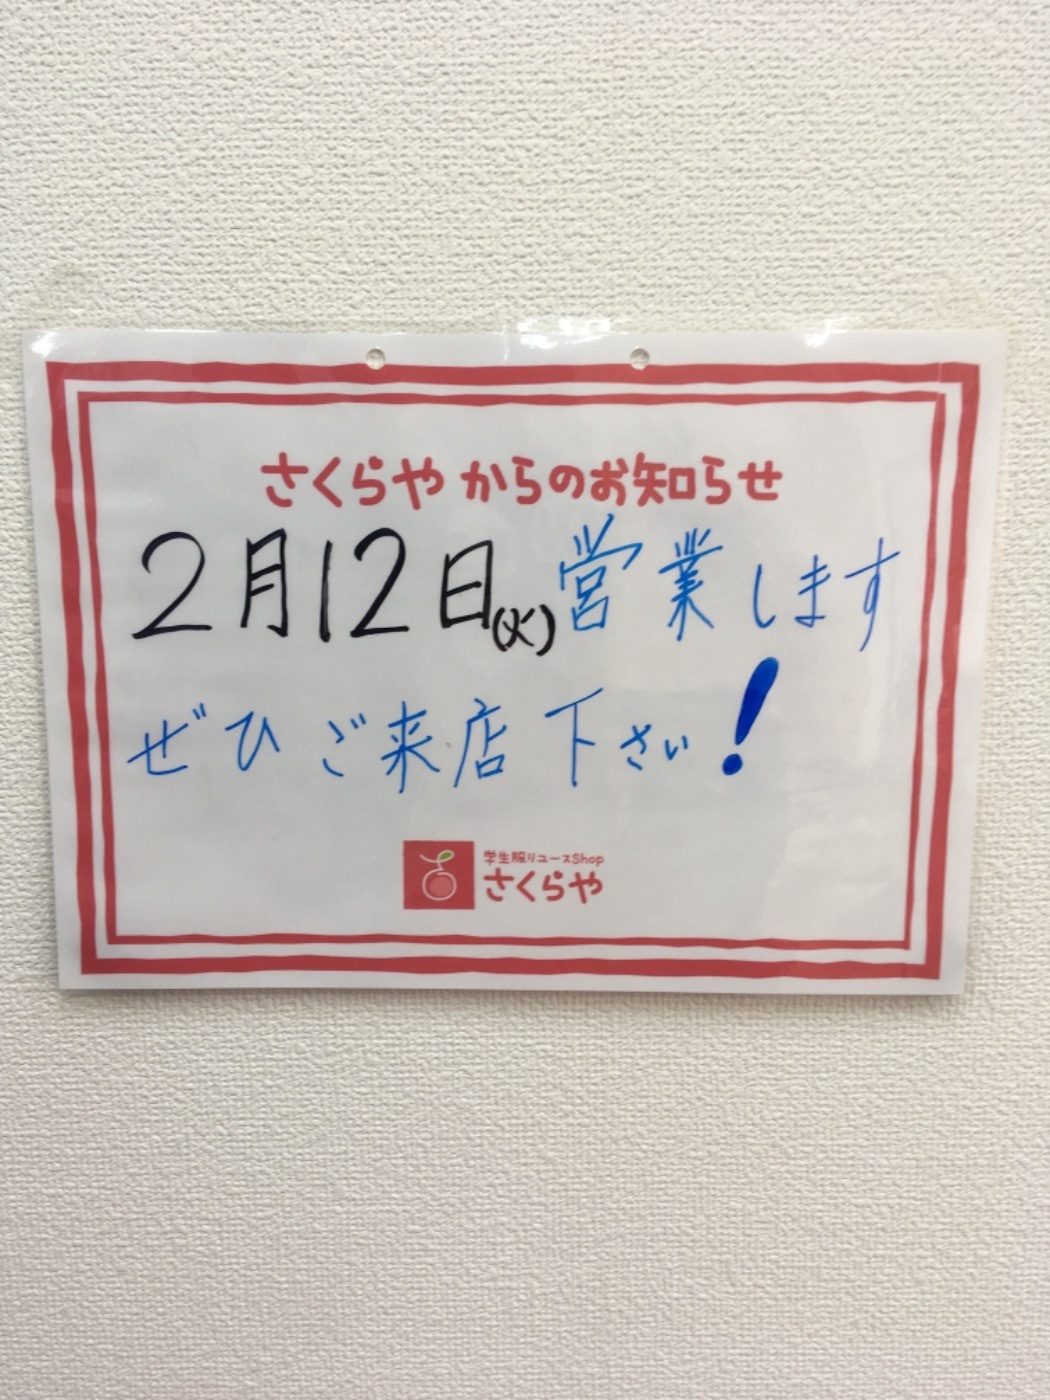 さくらや からのお知らせ
2月12日(火)営業します
ぜひご来店下さい!
学生服リユースShop
さくらや